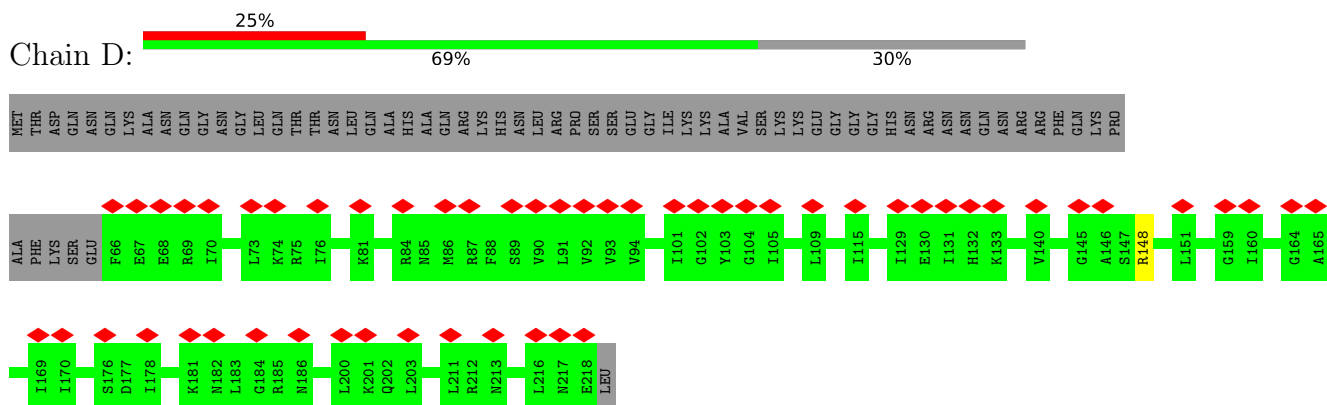 25%
Chain D:
69%
30%
MET THR ASP GLN ASN GLN LYS ALA ASN GLN GLY ASN GLY LEU GLN THR THR ASN LEU GLN ALA HIS ALA GLN ARG LYS HIS ASN LEU ARG PRO SER SER GLU GLY ILE LYS LYS ALA VAL SER LYS LYS GLU GLY GLY GLY HIS ASN ARG ASN ASN GLN ASN ARG ARG PHE GLN LYS PRO
ALA PHE LYS SER GLU F66 E67 E68 R69 I70 L73 K74 R75 I76 K81 R84 N85 M86 R87 F88 S89 V90 L91 V92 V93 V94 I101 G102 Y103 G104 I105 L109 I115 I129 E130 I131 H132 K133 V140 G145 A146 S147 R148 L151 G159 I160 G164 A165
I169 I170 S176 D177 I178 K181 N182 L183 G184 R185 N186 L200 K201 Q202 L203 L211 R212 N213 L216 N217 E218 LEU